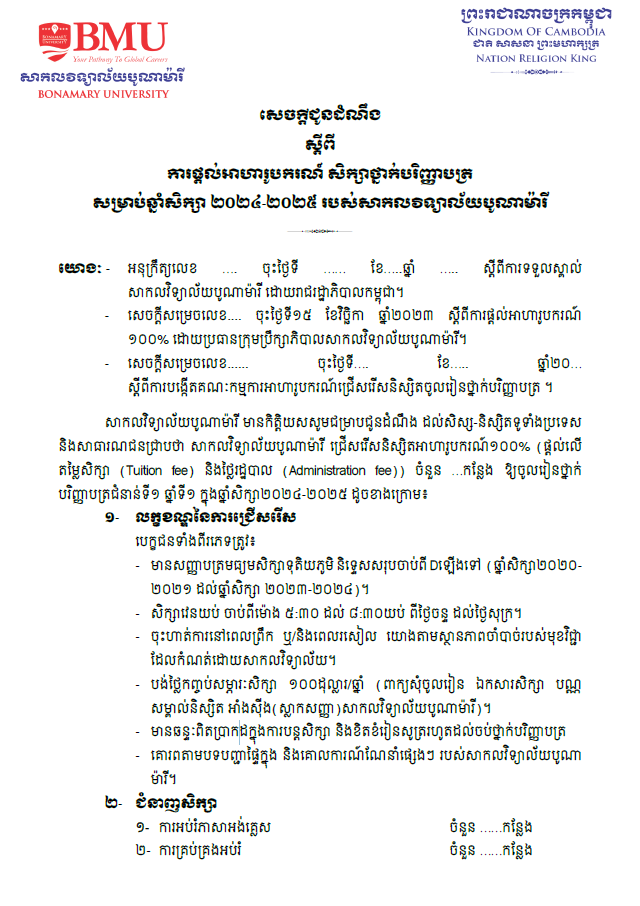 BMU
BONAMARY UNIVERSITY
Your Pathway To Global Careers
សាកលវិទ្យាល័យបូណាម៉ារី
BONAMARY UNIVERSITY
ព្រះរាជាណាចក្រកម្ពុជា
KINGDOM OF CAMBODIA
ជាតិ សាសនា ព្រះមហាក្សត្រ
NATION RELIGION KING
សេចក្តីជូនដំណឹង
ស្តីពី
ការផ្តល់អាហារូបករណ៍ សិក្សាថ្នាក់បរិញ្ញាបត្រ
សម្រាប់ឆ្នាំសិក្សា ២០២៤-២០២៥ របស់សាកលវិទ្យាល័យបូណាម៉ារី
យោង: - អនុក្រឹត្យលេខ .... ចុះថ្ងៃទី ...... ខែ.....ឆ្នាំ ..... ស្តីពីការទទួលស្គាល់
សាកលវិទ្យាល័យបូណាម៉ារី ដោយរាជរដ្ឋាភិបាលកម្ពុជា។
- សេចក្តីសម្រេចលេខ.... ចុះថ្ងៃទី១៥ ខែវិច្ឆិកា ឆ្នាំ២០២៣ ស្តីពីការផ្តល់អាហារូបករណ៍
១០០% ដោយប្រធានក្រុមប្រឹក្សាភិបាលសាកលវិទ្យាល័យបូណាម៉ារី។
- សេចក្តីសម្រេចលេខ...... ចុះថ្ងៃទី.... ខែ..... ឆ្នាំ២០...
ស្តីពីការបង្កើតគណៈកម្មការអាហារូបករណ៍ជ្រើសរើសនិស្សិតចូលរៀនថ្នាក់បរិញ្ញាបត្រ ។
សាកលវិទ្យាល័យបូណាម៉ារី មានកិត្តិយសសូមជម្រាបជូនដំណឹង ដល់សិស្ស-និស្សិតទូទាំងប្រទេស
និងសាធារណជនជ្រាបថា សាកលវិទ្យាល័យបូណាម៉ារី ជ្រើសរើសនិស្សិតអាហារូបករណ៍១០០% (ផ្តល់លើ
តម្លៃសិក្សា (Tuition fee) និងថ្លៃរដ្ឋបាល (Administration fee)) ចំនួន ...កន្លែង ឱ្យចូលរៀនថ្នាក់
បរិញ្ញាបត្រជំនាន់ទី១ ឆ្នាំទី១ ក្នុងឆ្នាំសិក្សា២០២៤-២០២៥ ដូចខាងក្រោម៖
១- លក្ខខណ្ឌនៃការជ្រើសរើស
បេក្ខជនទាំងពីរភេទត្រូវ៖
- មានសញ្ញាបត្រមធ្យមសិក្សាទុតិយភូមិ និទ្ទេសសរុបចាប់ពី Dឡើងទៅ (ឆ្នាំសិក្សា២០២០-
២០២១ ដល់ឆ្នាំសិក្សា ២០២៣-២០២៤)។
- សិក្សាវេនយប់ ចាប់ពីម៉ោង ៥:៣០ ដល់ ៨:៣០យប់ ពីថ្ងៃចន្ទ ដល់ថ្ងៃសុក្រ។
- ចុះហាត់ការនៅពេលព្រឹក ឬ/និងពេលរសៀល យោងតាមស្ថានភាពចាំបាច់របស់មុខវិជ្ជា
ដែលកំណត់ដោយសាកលវិទ្យាល័យ។
- បង់ថ្លៃកញ្ចប់សម្ភារៈសិក្សា ១០០ដុល្លារ/ឆ្នាំ (ពាក្យសុំចូលរៀន ឯកសារសិក្សា បណ្ណ
សម្គាល់និស្សិត អាំងស៊ីង(ស្លាកសញ្ញា)សាកលវិទ្យាល័យបូណាម៉ារី)។
- មានឆន្ទៈពិតប្រាកដក្នុងការបន្តសិក្សា និងខិតខំរៀនសូត្ររហូតដល់ចប់ថ្នាក់បរិញ្ញាបត្រ
- គោរពតាមបទបញ្ជាផ្ទៃក្នុង និងគោលការណ៍ណែនាំផ្សេងៗ របស់សាកលវិទ្យាល័យបូណា
ម៉ារី។
២- ជំនាញសិក្សា
១- ការអប់រំភាសាអង់គ្លេស ចំនួន ......កន្លែង
២- ការគ្រប់គ្រងអប់រំ ចំនួន ......កន្លែង